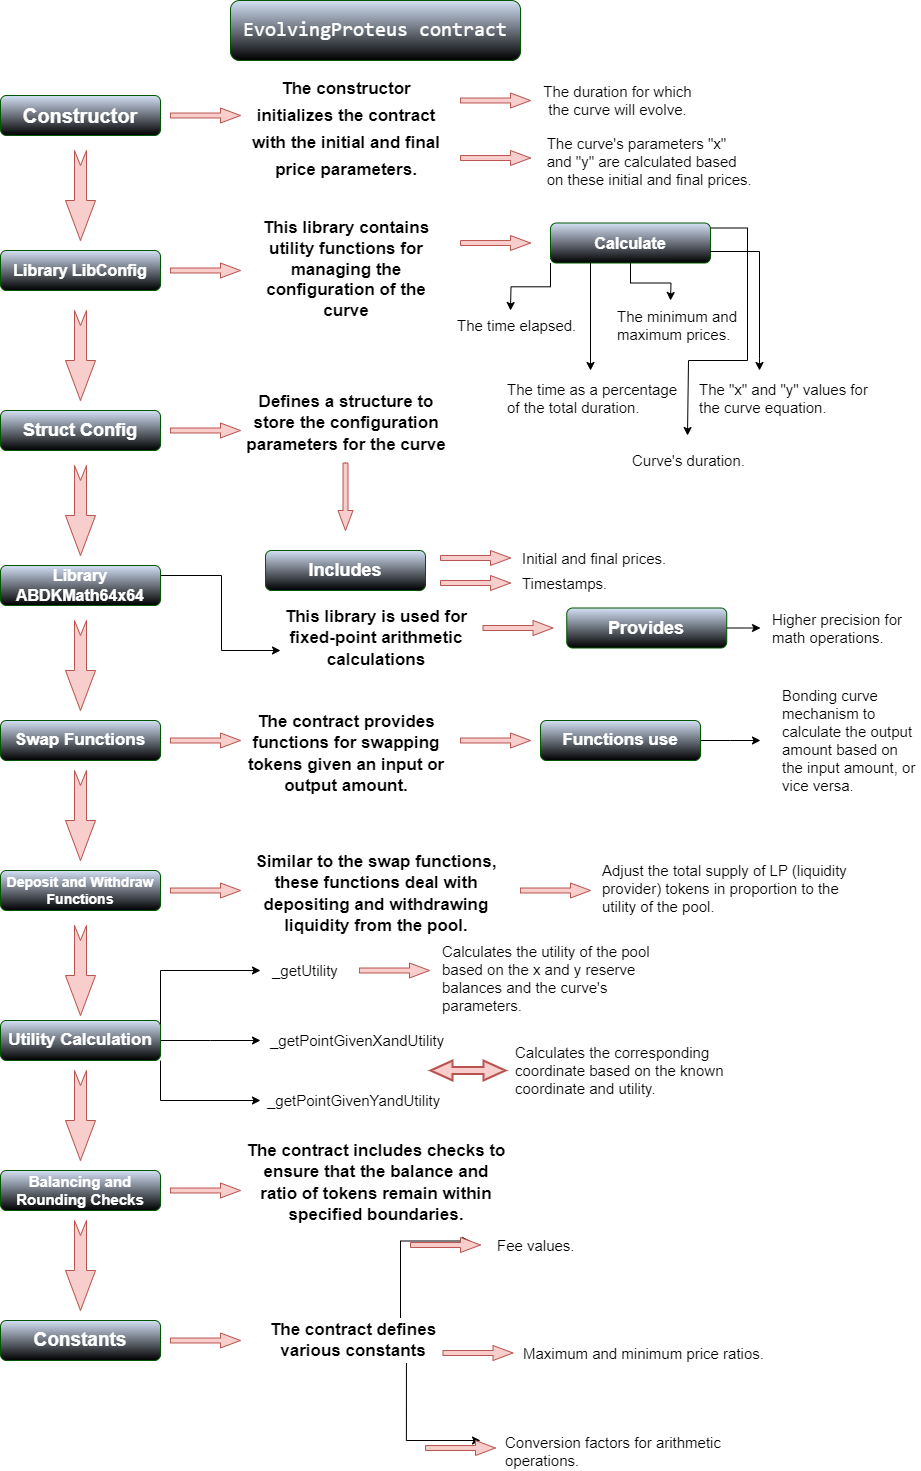 EvolvingProteus contract
Constructor
The constructor
initializes the contract
with the initial and final
price parameters.
The duration for which
the curve will evolve.
The curve's parameters "x"
and "y" are calculated based
on these initial and final prices.
Library LibConfig
This library contains
utility functions for
managing the
configuration of the
curve
Calculate
The time elapsed.
The minimum and
maximum prices.
The time as a percentage
of the total duration.
The "x" and "y" values for
the curve equation.
Curve's duration.
Struct Config
Defines a structure to
store the configuration
parameters for the curve
Includes
Initial and final prices.
Timestamps.
Library
ABDKMath64x64
This library is used for
fixed-point arithmetic
calculations
Provides
Higher precision for
math operations.
Swap Functions
The contract provides
functions for swapping
tokens given an input or
output amount.
Functions use
Bonding curve
mechanism to
calculate the output
amount based on
the input amount, or
vice versa.
Deposit and Withdraw
Functions
Similar to the swap functions,
these functions deal with
depositing and withdrawing
liquidity from the pool.
Adjust the total supply of LP (liquidity
provider) tokens in proportion to the
utility of the pool.
Utility Calculation
_getUtility
Calculates the utility of the pool
based on the x and y reserve
balances and the curve's
parameters.
_getPointGivenXandUtility
_getPointGivenYandUtility
Calculates the corresponding
coordinate based on the known
coordinate and utility.
Balancing and
Rounding Checks
The contract includes checks to
ensure that the balance and
ratio of tokens remain within
specified boundaries.
Constants
The contract defines
various constants
Fee values.
Maximum and minimum price ratios.
Conversion factors for arithmetic
operations.